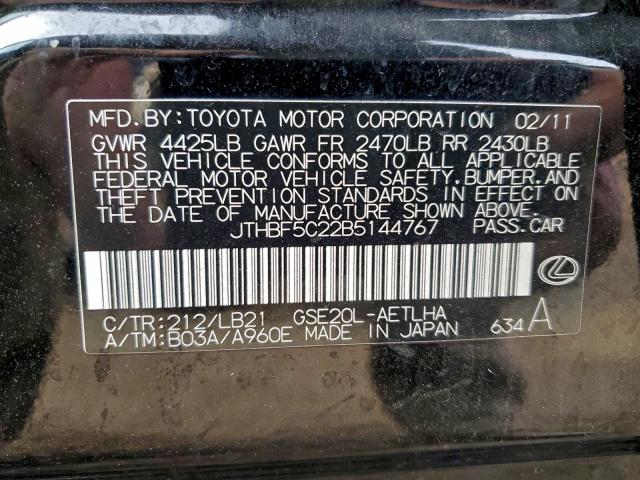 MFD.BY:TOYOTA MOTOR CORPORATION 02/11
GVWR 4425LB GAWR FR 2470LB RR 2430LB
THIS VEHICLE CONFORMS TO ALL APPLICABLE
FEDERAL MOTOR VEHICLE SAFETY.BUMPER.AND
THEFT PREVENTION STANDARDS IN EFFECT ON
THE DATE OF MANUFACTURE SHOWN ABOVE.
JTHBF5C22B5144767 PASS.CAR
C/TR:212/LB21 GSE20L-AETLHA
A/TM:B03A/A960E MADE IN JAPAN 634A